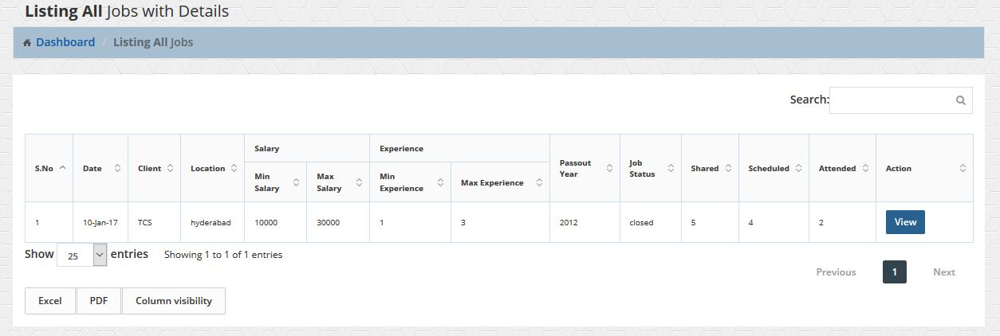 Listing All Jobs with Details
Dashboard / Listing All Jobs
Search:
Salary Experience
S.No Date Client Location Passout Year Job Status Shared Scheduled Attended Action
Min Salary Max Salary Min Experience Max Experience
1 10-Jan-17 TCS hyderabad 10000 30000 1 3 2012 closed 5 4 2 View
Show 25 entries Showing 1 to 1 of 1 entries
Previous 1 Next
Excel PDF Column visibility